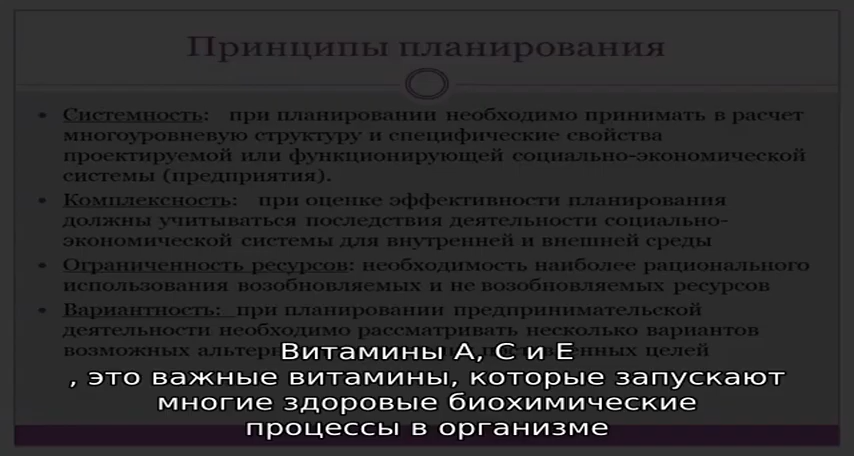 Принципы планирования
• Системность: при планировании необходимо принимать в расчет
многоуровневую структуру и специфические свойства
проектируемой или функционирующей социально-экономической
системы (предприятия).
• Комплексность: при оценке эффективности планирования
должны учитываться последствия деятельности социально-
экономической системы для внутренней и внешней среды
• Ограниченность ресурсов: необходимость наиболее рационального
использования возобновляемых и не возобновляемых ресурсов
• Вариантность: при планировании предпринимательской
деятельности необходимо рассматривать несколько вариантов
возможных целей
Витамины А, С и Е
, это важные витамины, которые запускают
многие здоровые биохимические
процессы в организме